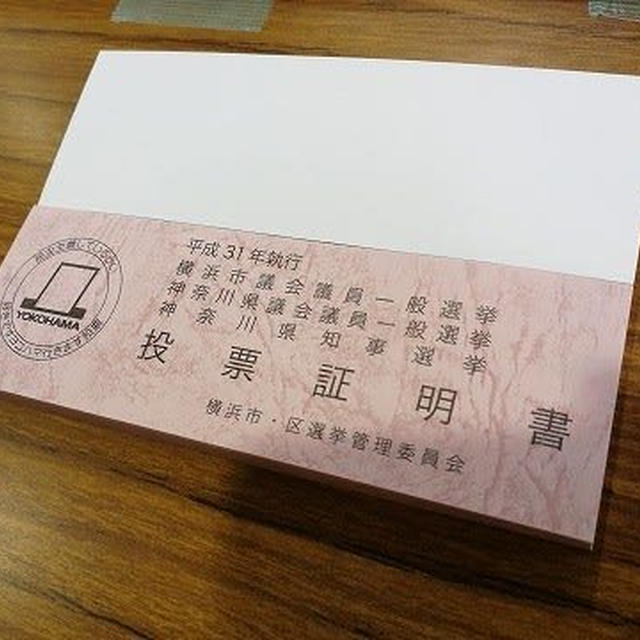 平成31年執行
横浜市議会議員一般選挙
神奈川県議会議員一般選挙
神奈川県知事選挙
投票証明書
横浜市・区選挙管理委員会
YOKOHAMA